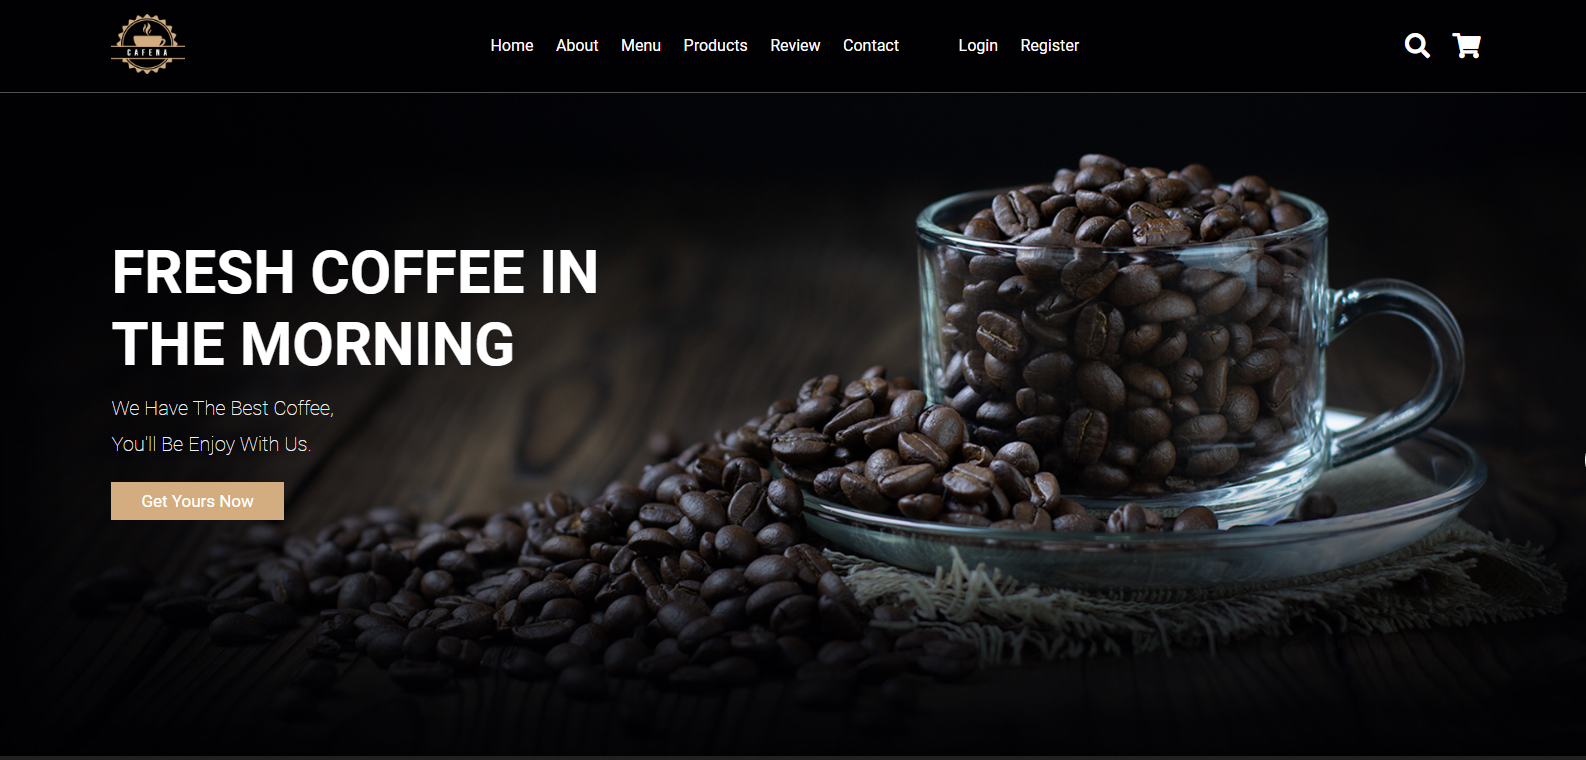 CAFENA
Home About Menu Products Review Contact Login Register
FRESH COFFEE IN
THE MORNING
We Have The Best Coffee,
You'll Be Enjoy With Us.
Get Yours Now